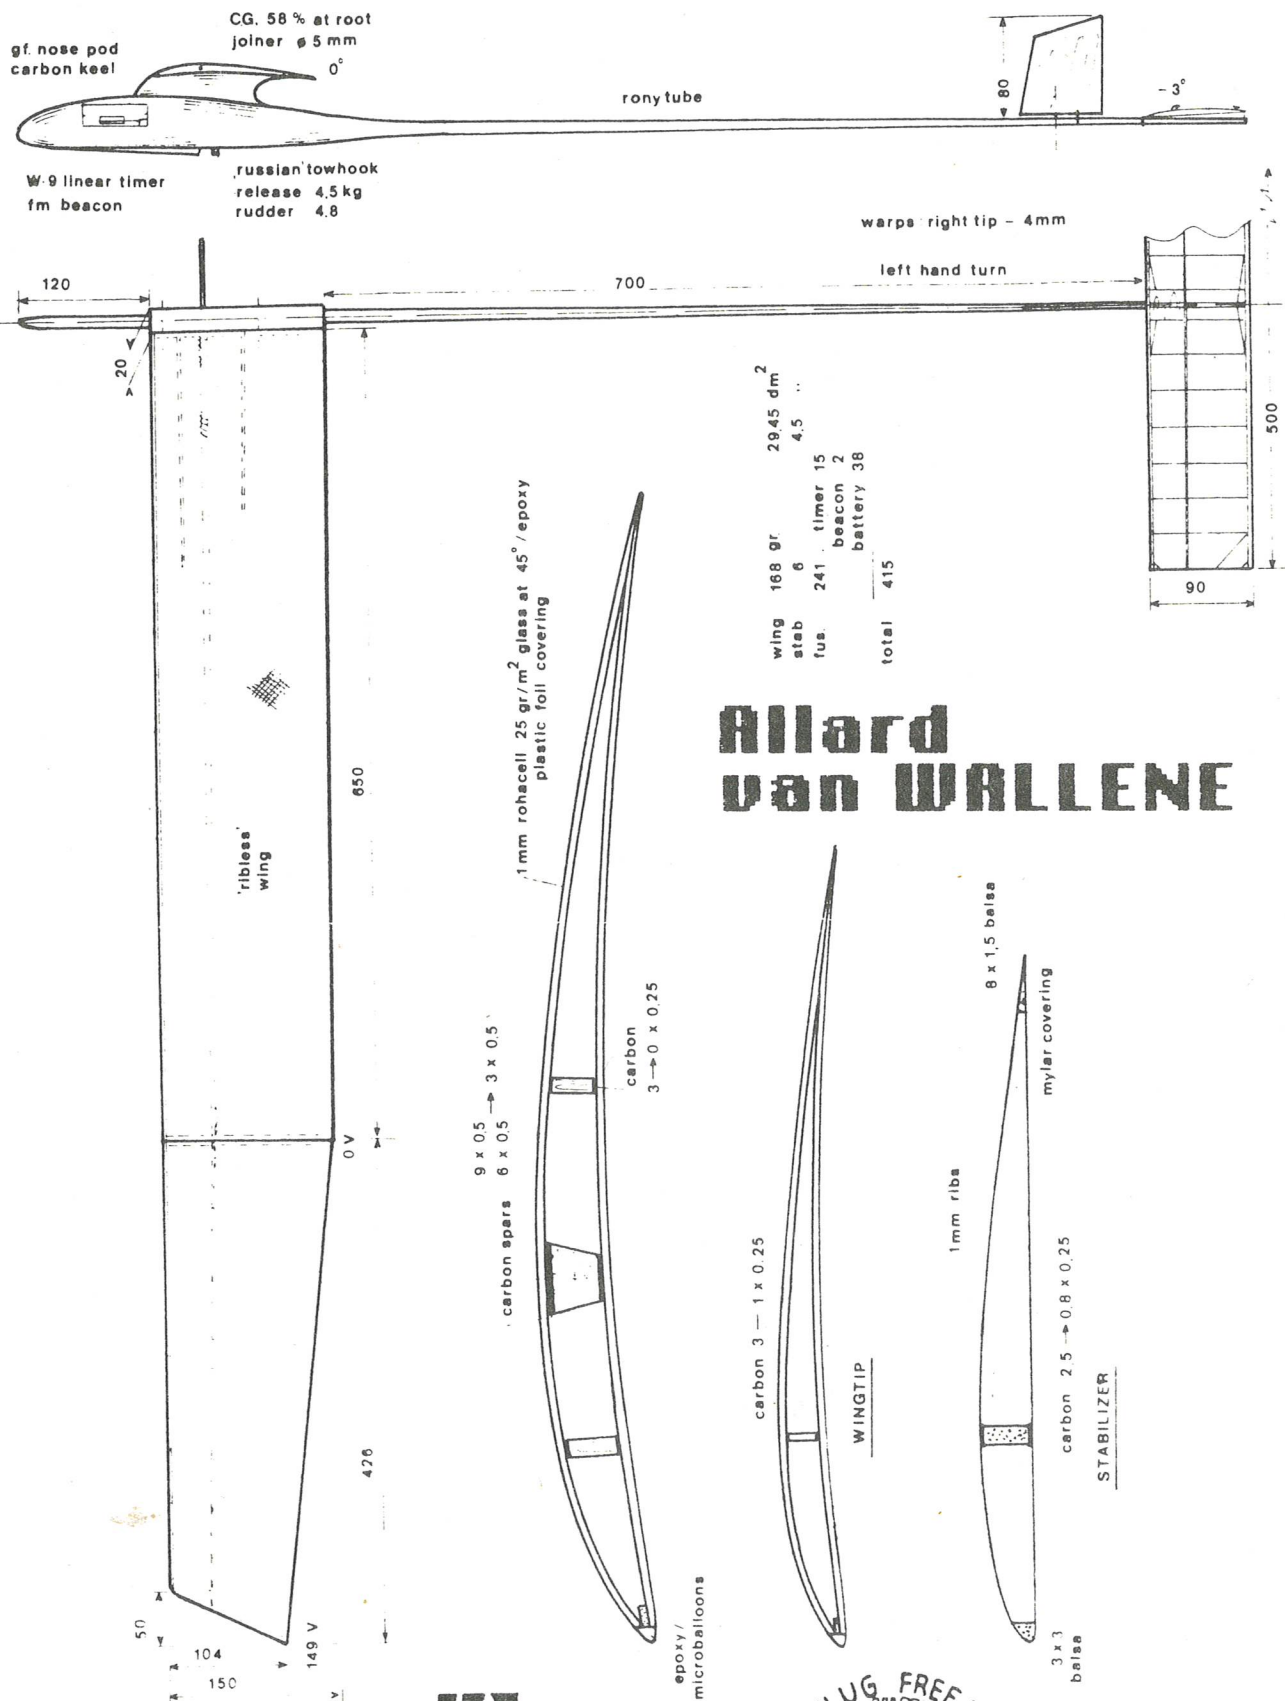 CG. 58 % at root
joiner ø 5 mm
gf. nose pod
carbon keel
0°
rony tube
80
- 3°
W-9 linear timer
fm beacon
'russian' towhook
release 4,5 kg
rudder 4.8
warps right tip - 4mm
left hand turn
120
700
20
500
90
wing 168 gr. 29,45 dm²
stab 6 4,5 ..
fus. 241 . timer 15
beacon 2
battery 38
total 415
1mm rohacell 25 gr/m² glass at 45° / epoxy
plastic foil covering
Allard
van WALLENE
650
'ribless'
wing
carbon
3 → 0 x 0,25
carbon spars 9 x 0,5 → 3 x 0,5
6 x 0,5
8 x 1,5 balsa
mylar covering
1mm ribs
0 V
carbon 3 — 1 x 0.25
WINGTIP
carbon 2,5 → 0,8 x 0,25
STABILIZER
426
50
104
149 V
150
epoxy/
microballoons
3 x 3
balsa
FREE